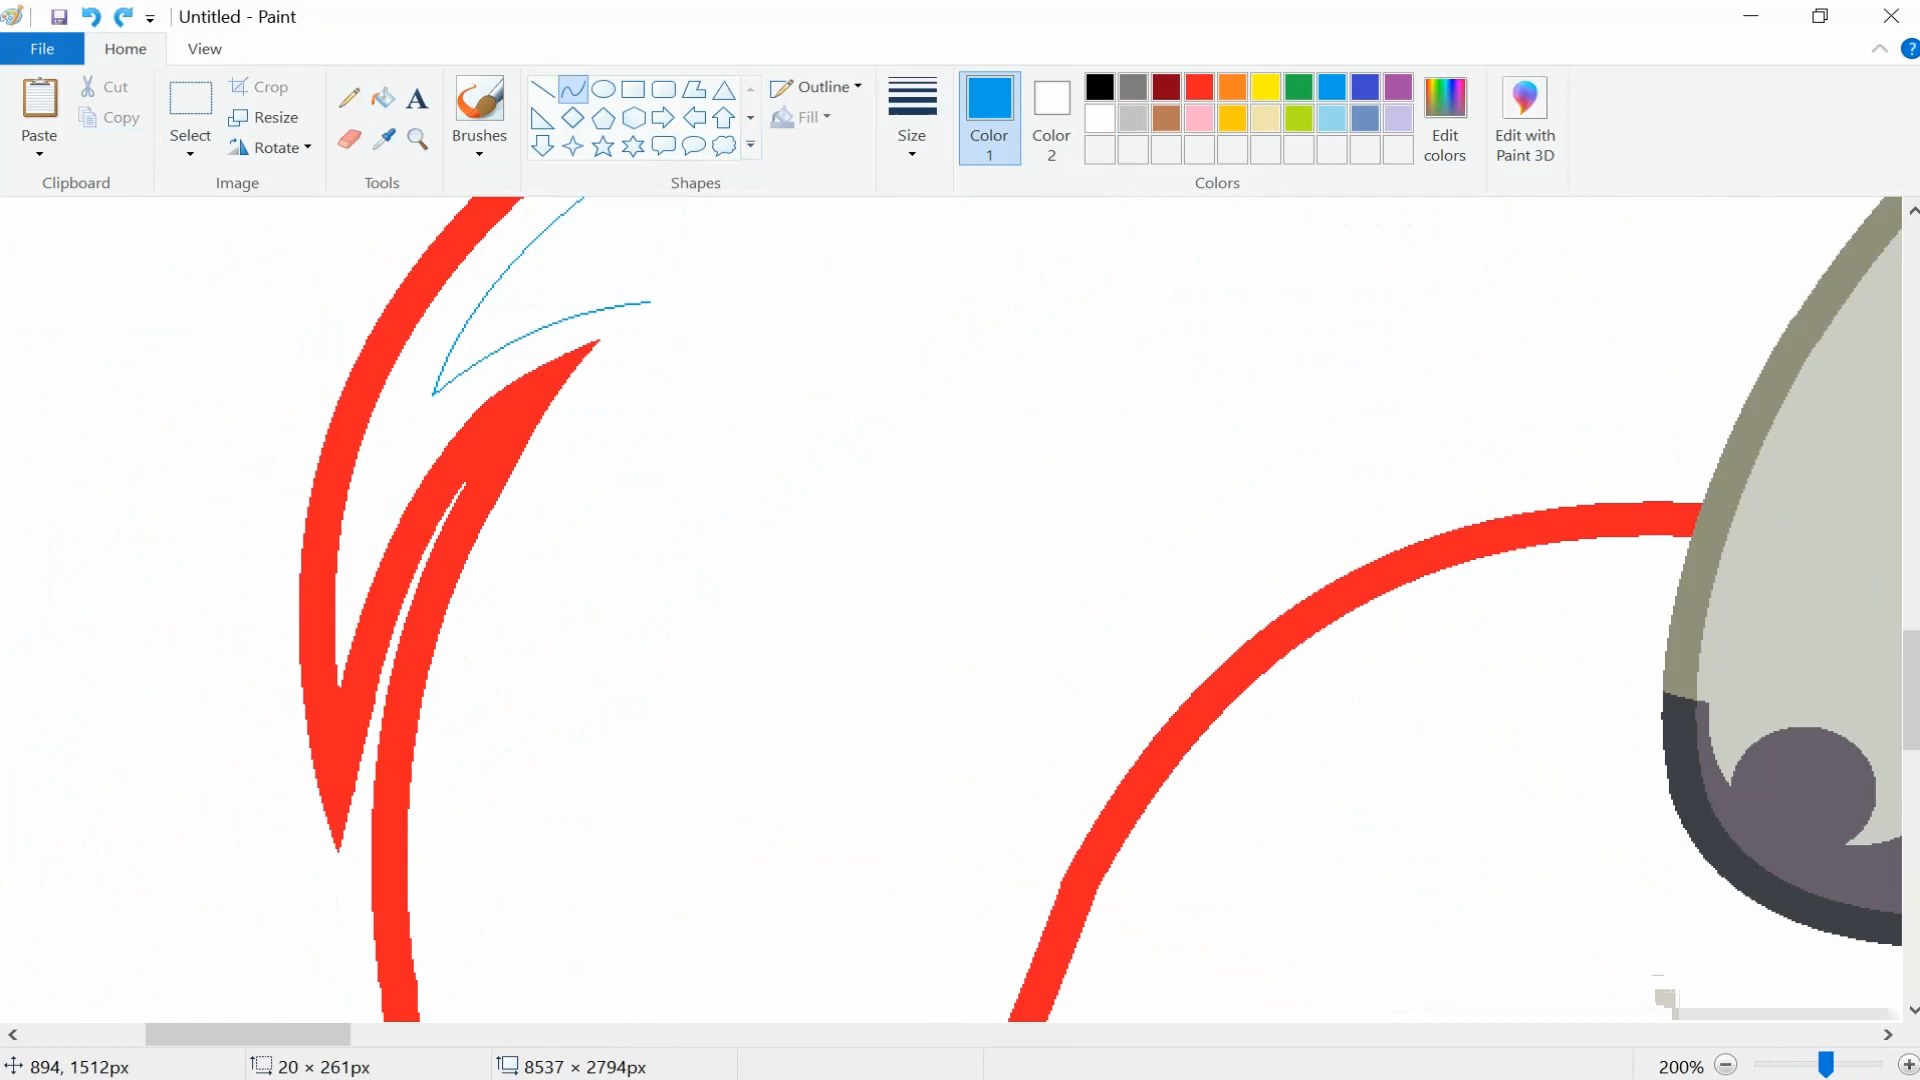 Untitled - Paint
File
Home
View
Paste
Cut
Copy
Clipboard
Select
Crop
Resize
Rotate
Image
A
Tools
Brushes
Shapes
Outline
Fill
Size
Color
1
Color
2
Colors
Edit
colors
Edit with
Paint 3D
?
894, 1512px
20 × 261px
8537 × 2794px
200%